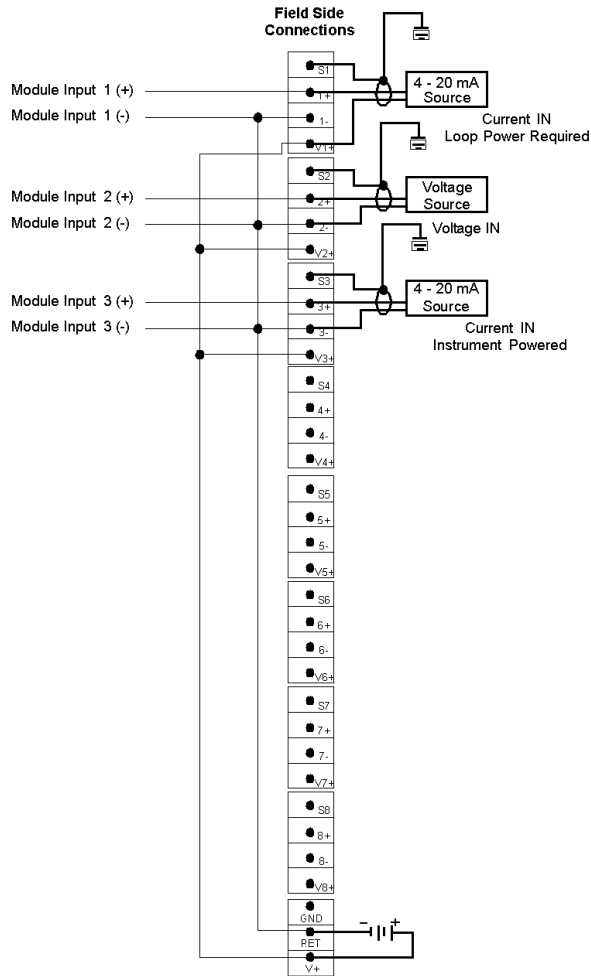 Field Side
Connections
S1
4 - 20 mA
Source
Module Input 1 (+)
1+
Module Input 1 (-)
1-
Current IN
Loop Power Required
V1+
S2
Voltage
Source
Module Input 2 (+)
2+
Module Input 2 (-)
2-
Voltage IN
V2+
S3
4 - 20 mA
Source
Module Input 3 (+)
3+
Module Input 3 (-)
3-
Current IN
Instrument Powered
V3+
S4
4+
4-
V4+
S5
5+
5-
V5+
S6
6+
6-
V6+
S7
7+
7-
V7+
S8
8+
8-
V8+
GND
- +
RET
V+